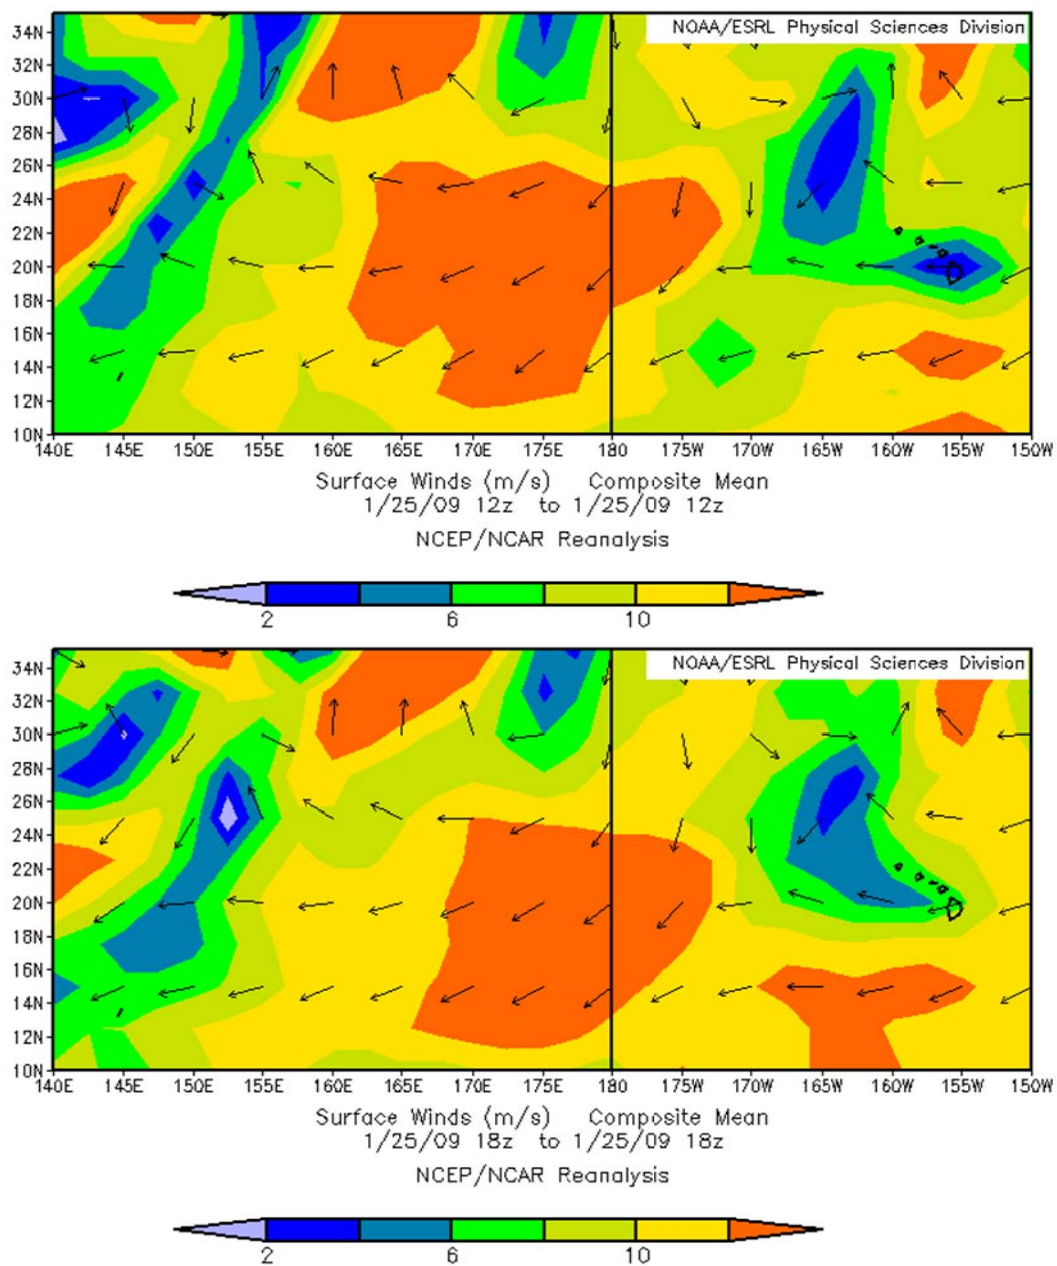 NOAA/ESRL Physical Sciences Division
34N
32N
30N
28N
26N
24N
22N
20N
18N
16N
14N
12N
10N
140E 145E 150E 155E 160E 165E 170E 175E 180 175W 170W 165W 160W 155W 150W
Surface Winds (m/s) Composite Mean
1/25/09 12z to 1/25/09 12z
NCEP/NCAR Reanalysis
2 6 10
NOAA/ESRL Physical Sciences Division
34N
32N
30N
28N
26N
24N
22N
20N
18N
16N
14N
12N
10N
140E 145E 150E 155E 160E 165E 170E 175E 180 175W 170W 165W 160W 155W 150W
Surface Winds (m/s) Composite Mean
1/25/09 18z to 1/25/09 18z
NCEP/NCAR Reanalysis
2 6 10